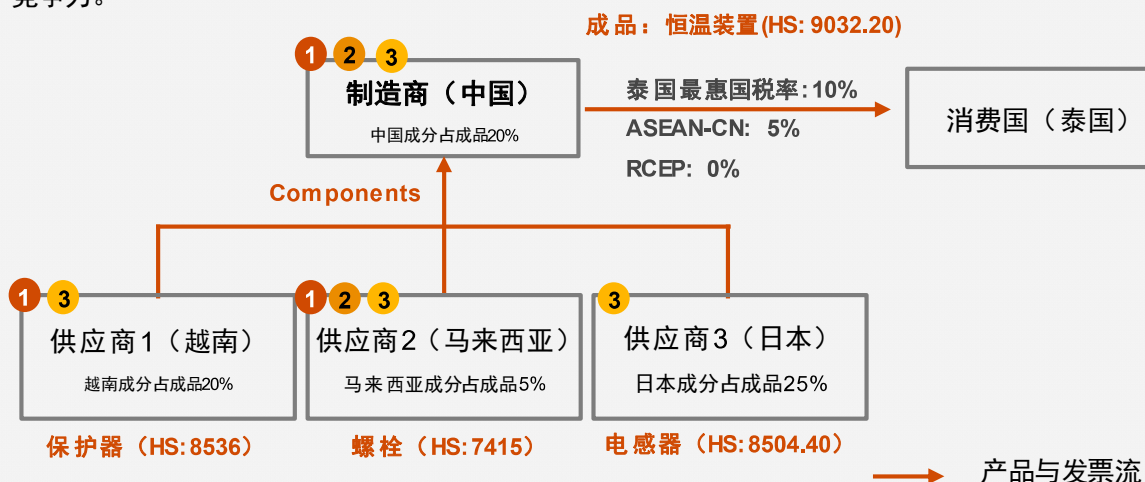 成品：恒温装置(HS: 9032.20)
1 2 3
制造商（中国）
中国成分占成品20%
泰国最惠国税率:10%
ASEAN-CN: 5%
RCEP: 0%
消费国（泰国）
Components
1 3
供应商1（越南）
越南成分占成品20%
保护器（HS:8536）
1 2 3
供应商2（马来西亚）
马来西亚成分占成品5%
螺栓（HS:7415）
3
供应商3（日本）
日本成分占成品25%
电感器（HS:8504.40）
产品与发票流